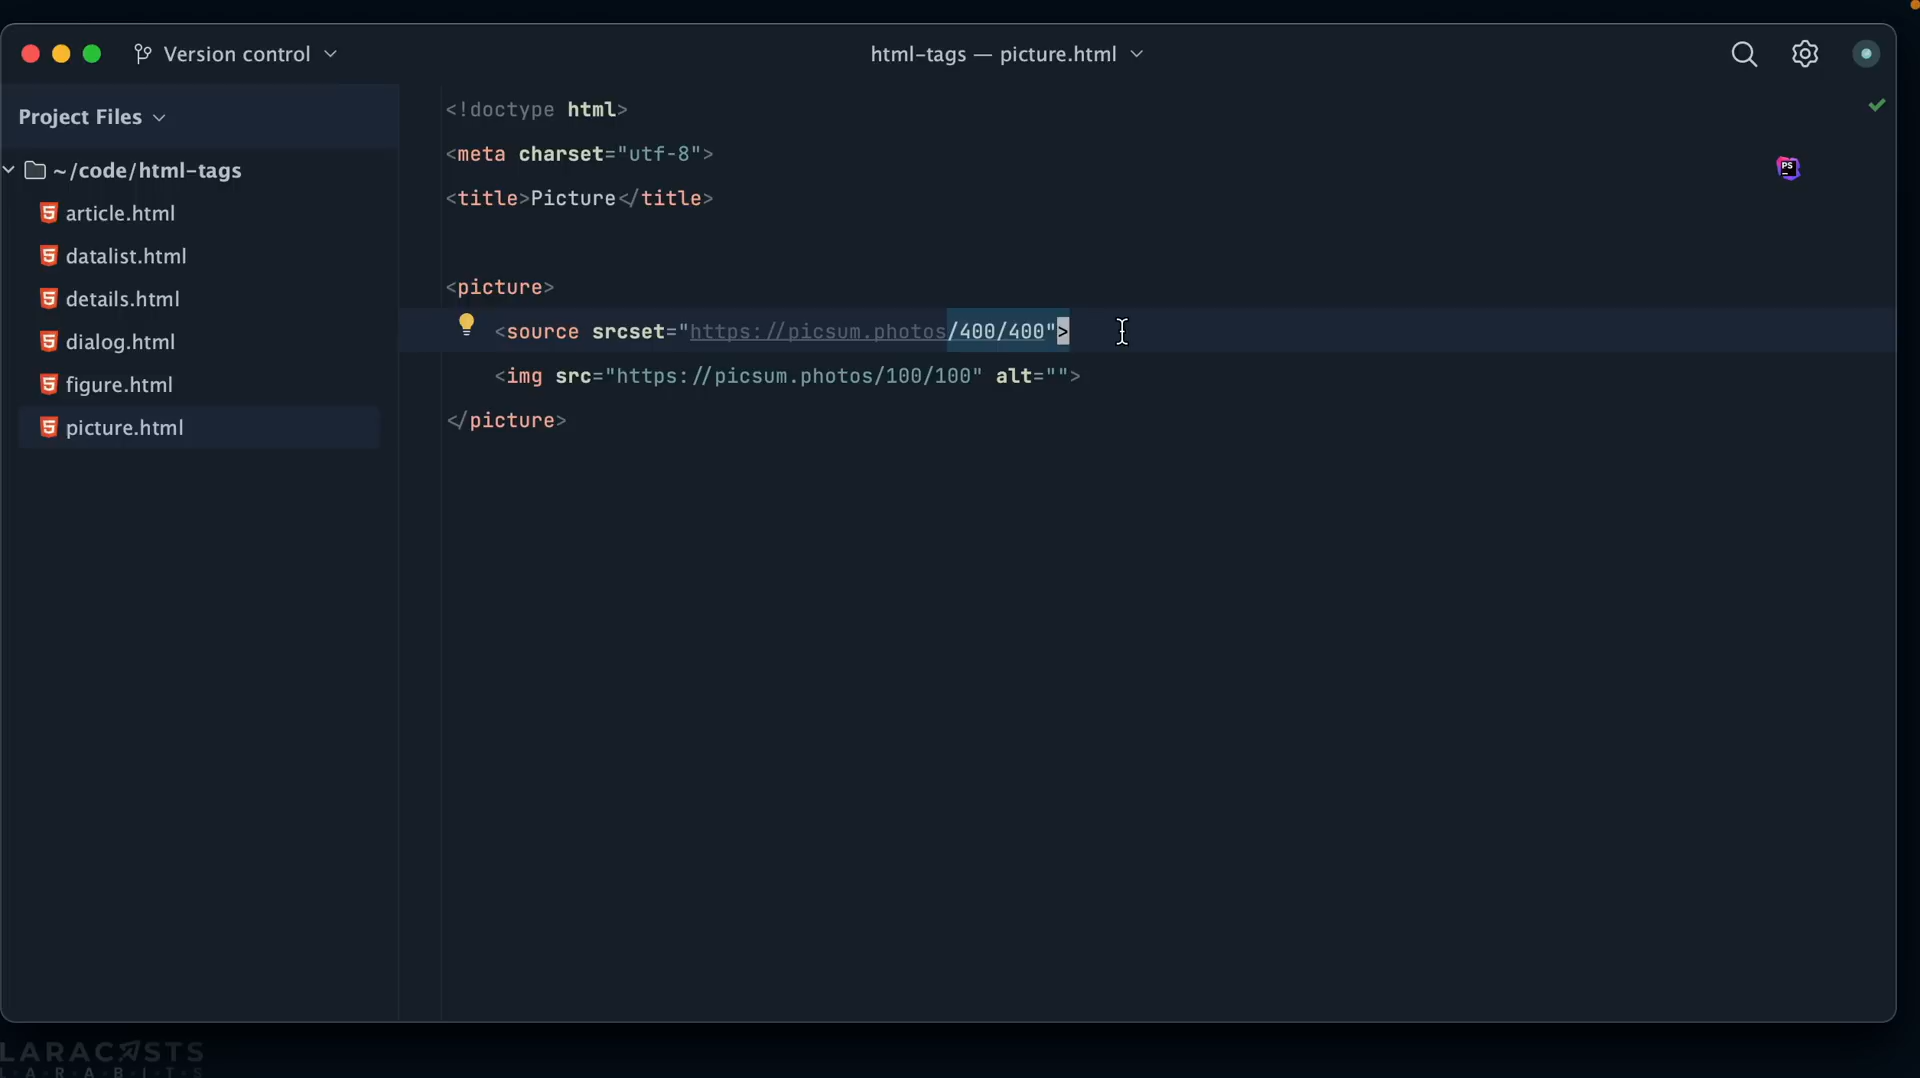 Version control
html-tags — picture.html
Project Files
~/code/html-tags
article.html
datalist.html
details.html
dialog.html
figure.html
picture.html
<!doctype html>
<meta charset="utf-8">
<title>Picture</title>
<picture>
<source srcset="https://picsum.photos/400/400">
<img src="https://picsum.photos/100/100" alt="">
</picture>
PS
LARACASTS
LARABITS